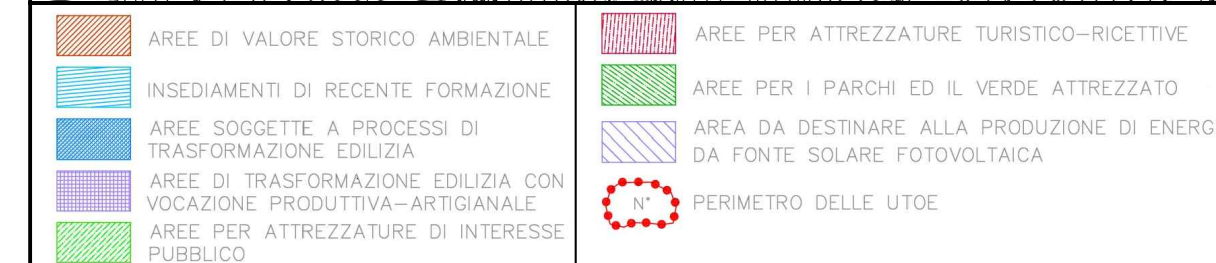 AREE DI VALORE STORICO AMBIENTALE
INSEDIAMENTI DI RECENTE FORMAZIONE
AREE SOGGETTE A PROCESSI DI
TRASFORMAZIONE EDILIZIA
AREE DI TRASFORMAZIONE EDILIZIA CON
VOCAZIONE PRODUTTIVA-ARTIGIANALE
AREE PER ATTREZZATURE DI INTERESSE
PUBBLICO
AREE PER ATTREZZATURE TURISTICO-RICETTIVE
AREE PER I PARCHI ED IL VERDE ATTREZZATO
AREA DA DESTINARE ALLA PRODUZIONE DI ENERG
DA FONTE SOLARE FOTOVOLTAICA
N° PERIMETRO DELLE UTOE